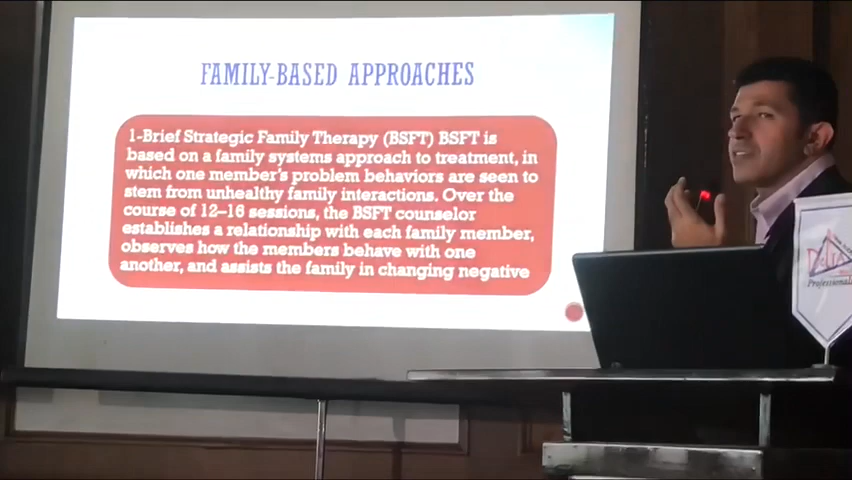 FAMILY-BASED APPROACHES
1-Brief Strategic Family Therapy (BSFT) BSFT is
based on a family systems approach to treatment, in
which one member's problem behaviors are seen to
stem from unhealthy family interactions. Over the
course of 12–16 sessions, the BSFT counselor
establishes a relationship with each family member,
observes how the members behave with one
another, and assists the family in changing negative
Delta
Professional